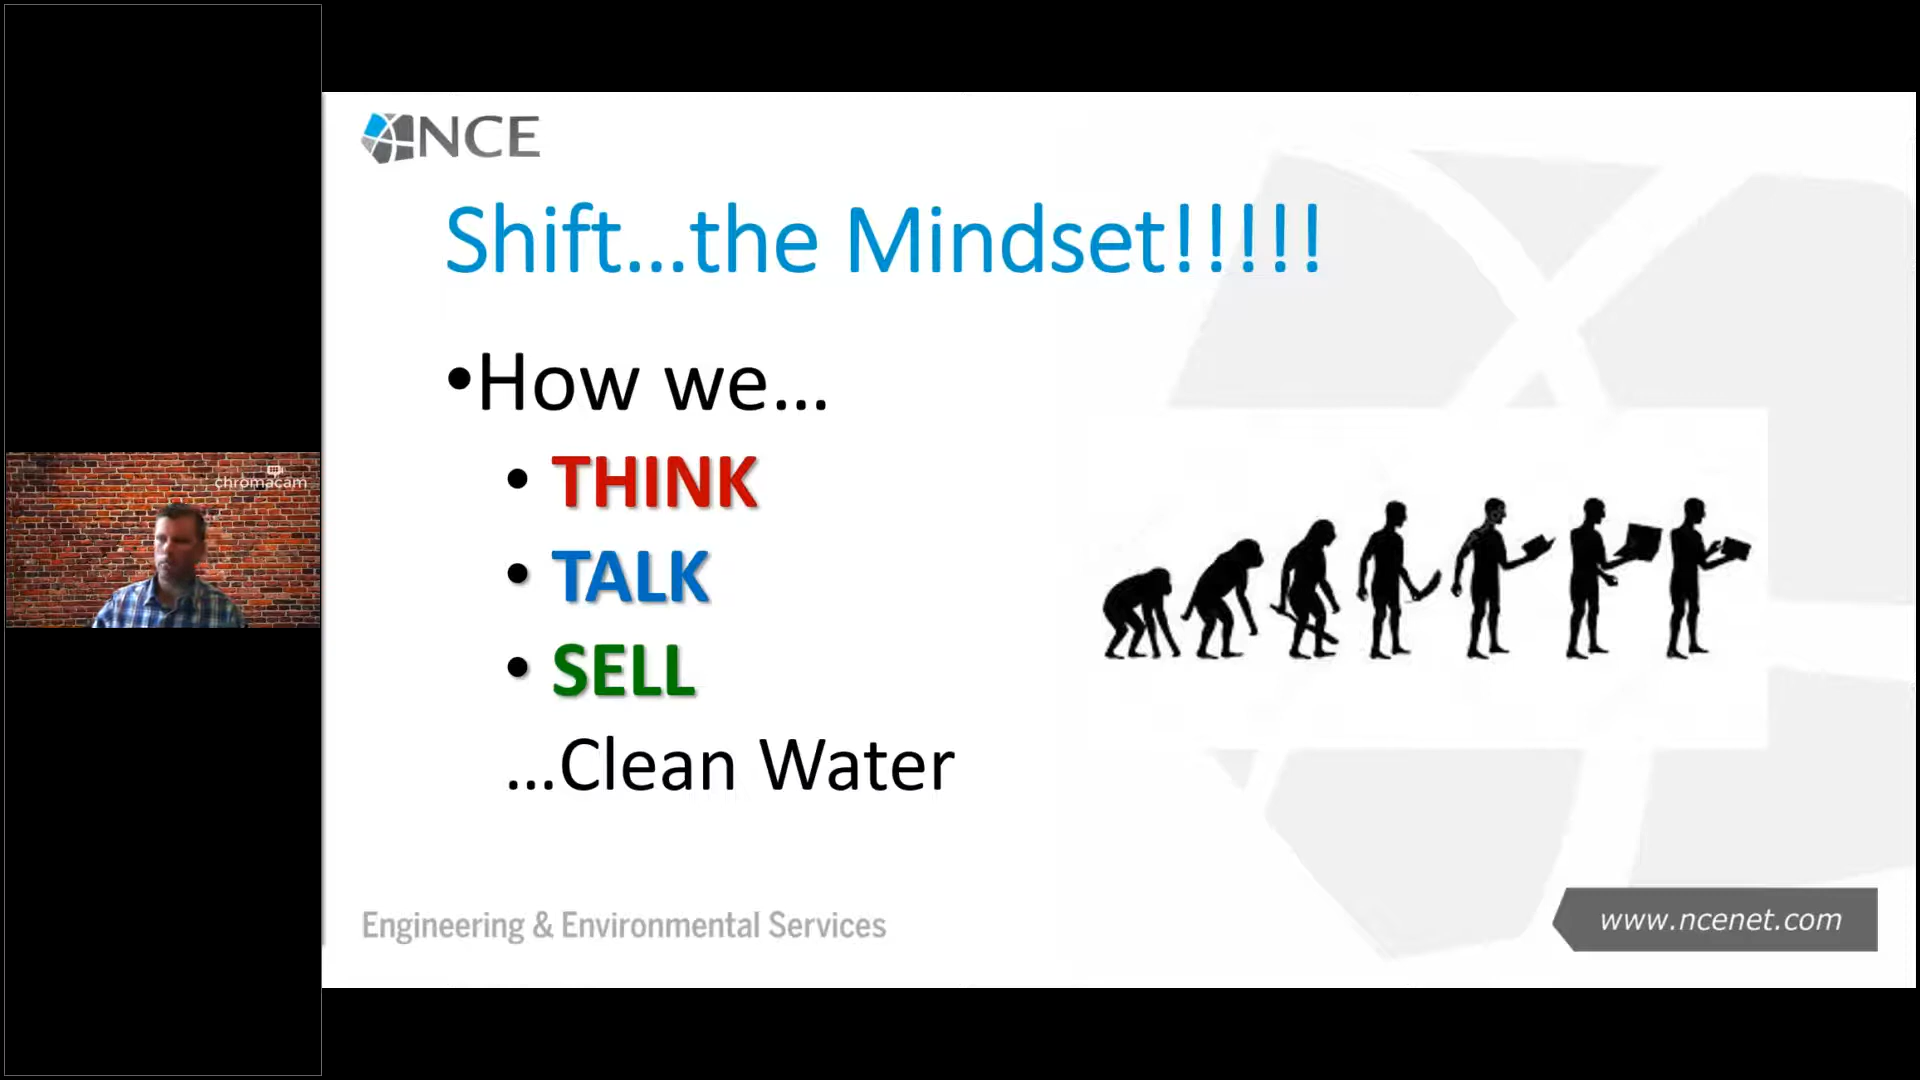 NCE
Shift...the Mindset!!!!!
•How we...
• THINK
• TALK
• SELL
...Clean Water
chromacam
Engineering & Environmental Services
www.ncenet.com